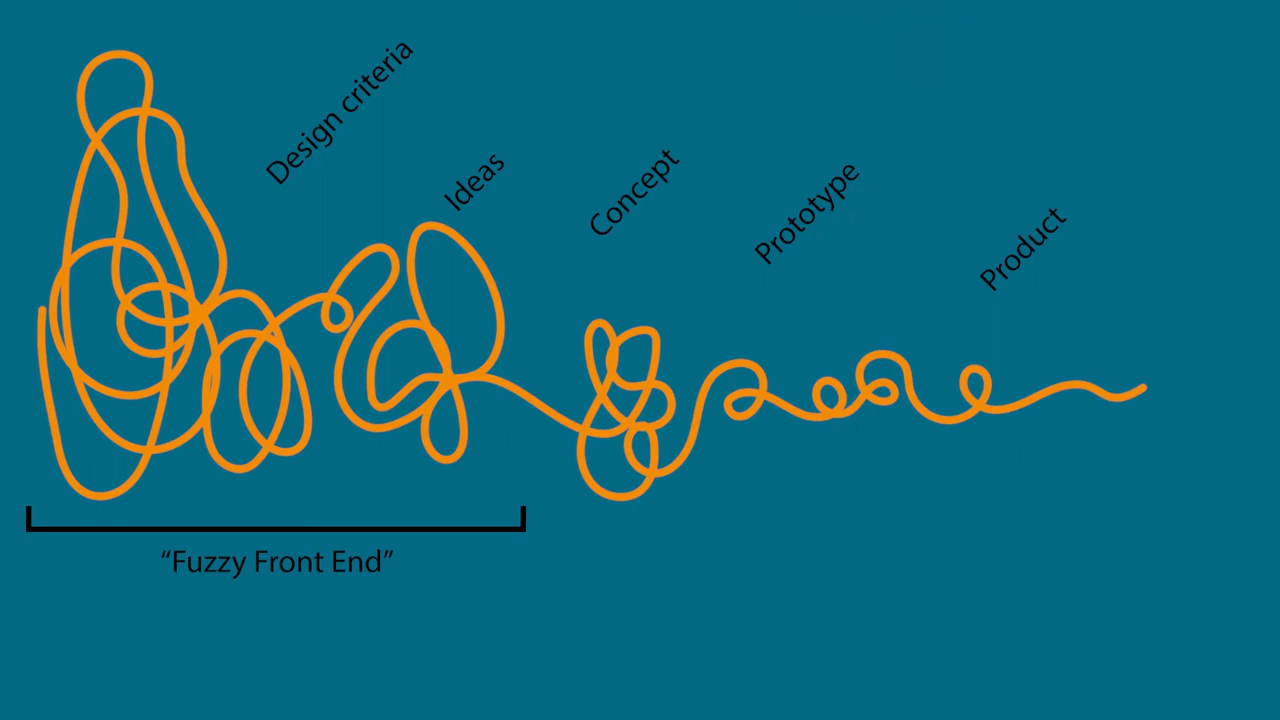 Design criteria
Ideas
Concept
Prototype
Product
“Fuzzy Front End”